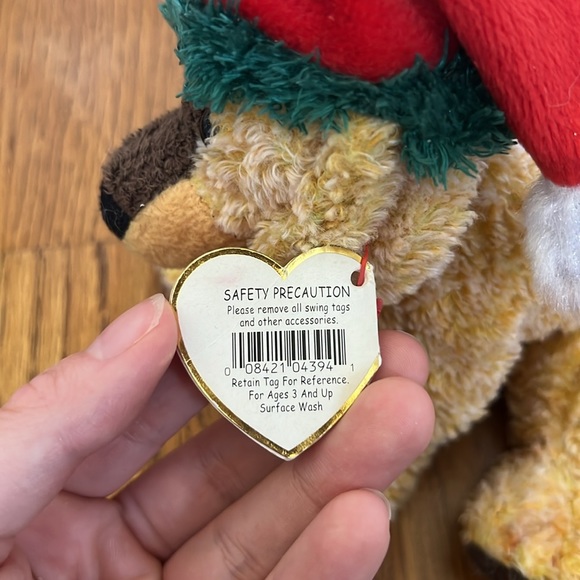 SAFETY PRECAUTION
Please remove all swing tags
and other accessories.
0 08421 04394 1
Retain Tag For Reference.
For Ages 3 And Up
Surface Wash